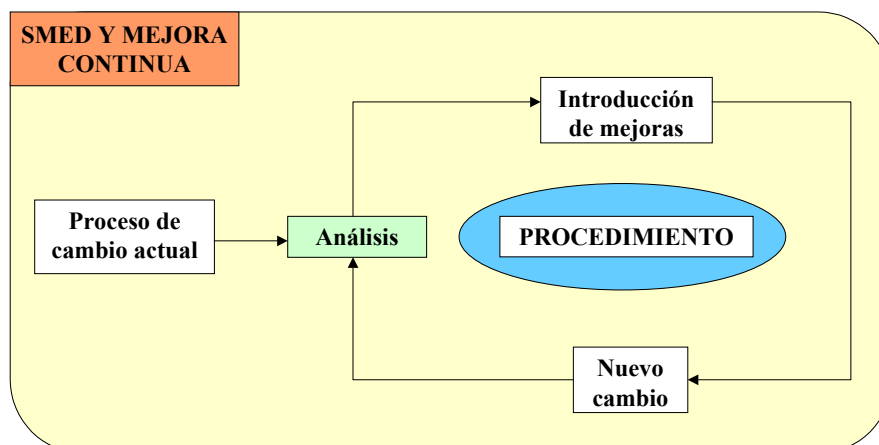 SMED Y MEJORA
CONTINUA
Introducción
de mejoras
Proceso de
cambio actual
Análisis
PROCEDIMIENTO
Nuevo
cambio